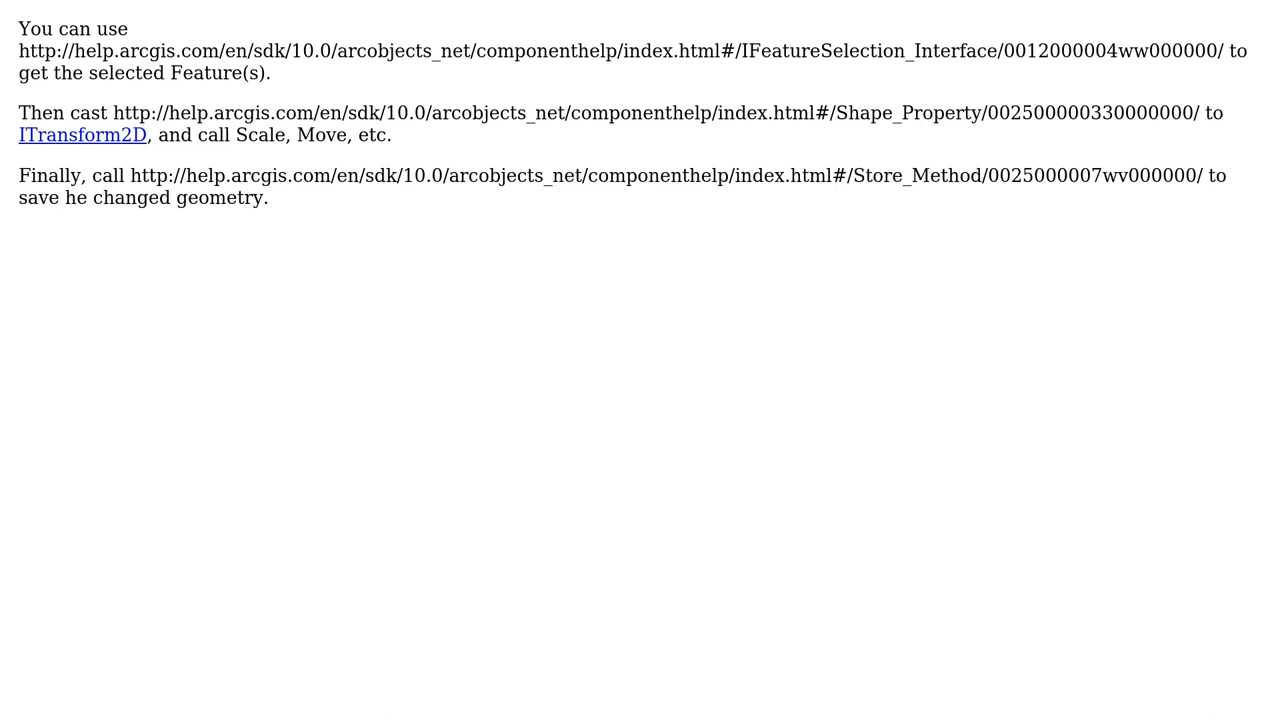 You can use
http://help.arcgis.com/en/sdk/10.0/arcobjects_net/componenthelp/index.html#/IFeatureSelection_Interface/0012000004ww000000/ to
get the selected Feature(s).
Then cast http://help.arcgis.com/en/sdk/10.0/arcobjects_net/componenthelp/index.html#/Shape_Property/002500000330000000/ to
ITransform2D, and call Scale, Move, etc.
Finally, call http://help.arcgis.com/en/sdk/10.0/arcobjects_net/componenthelp/index.html#/Store_Method/0025000007wv000000/ to
save he changed geometry.